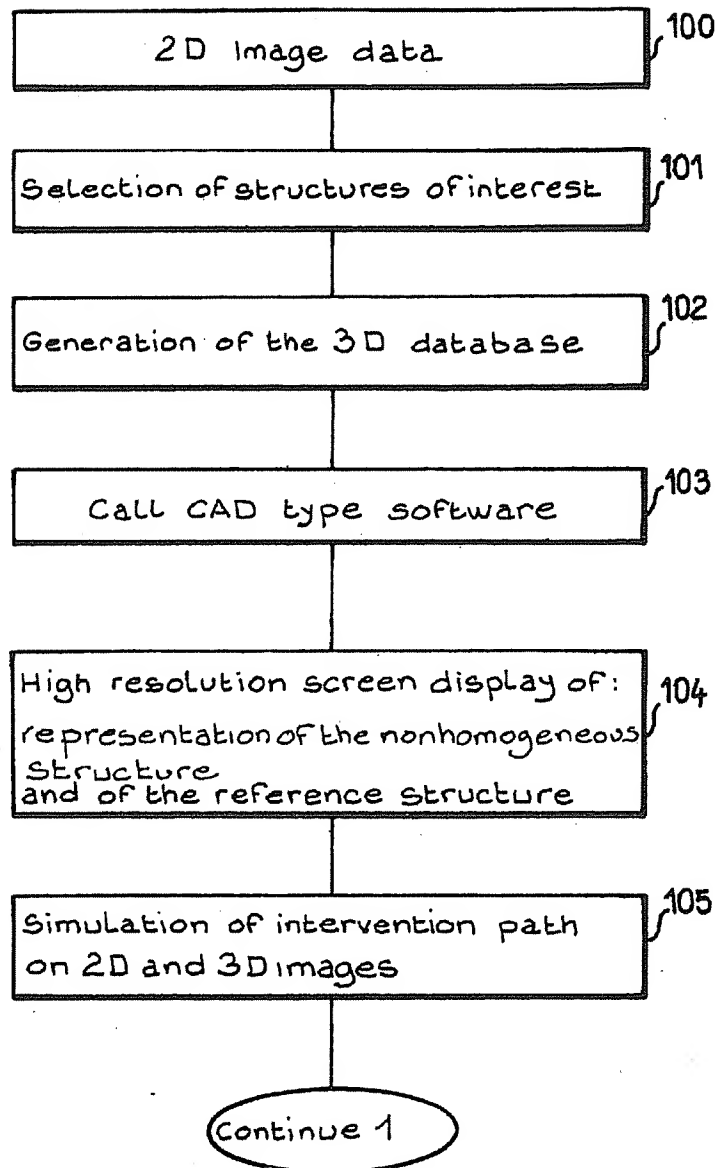 2D Image data
100
Selection of structures of interest
101
Generation of the 3D database
102
Call CAD type software
103
High resolution screen display of:
representation of the nonhomogeneous
structure
and of the reference structure
104
Simulation of intervention path
on 2D and 3D images
105
Continue 1